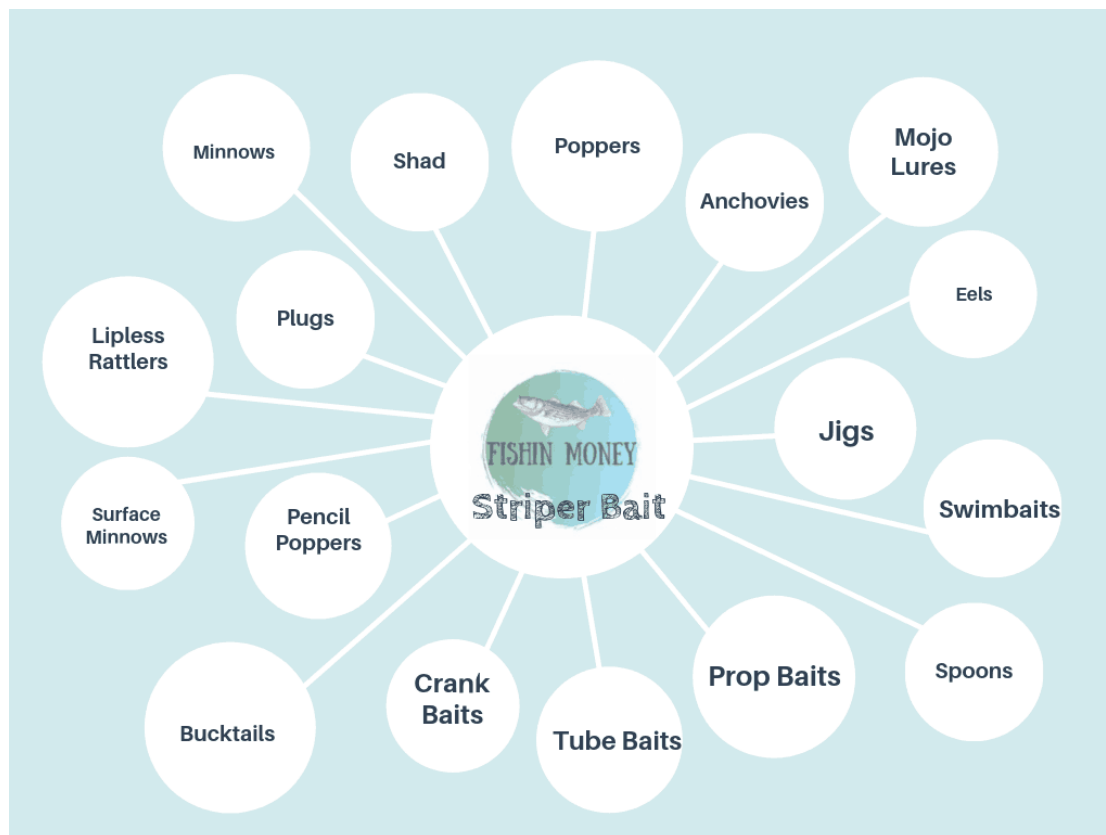 Minnows
Shad
Poppers
Anchovies
Mojo
Lures
Eels
Plugs
Lipless
Rattlers
Jigs
FISHIN MONEY
Striper Bait
Swimbaits
Surface
Minnows
Pencil
Poppers
Bucktails
Crank
Baits
Tube Baits
Prop Baits
Spoons